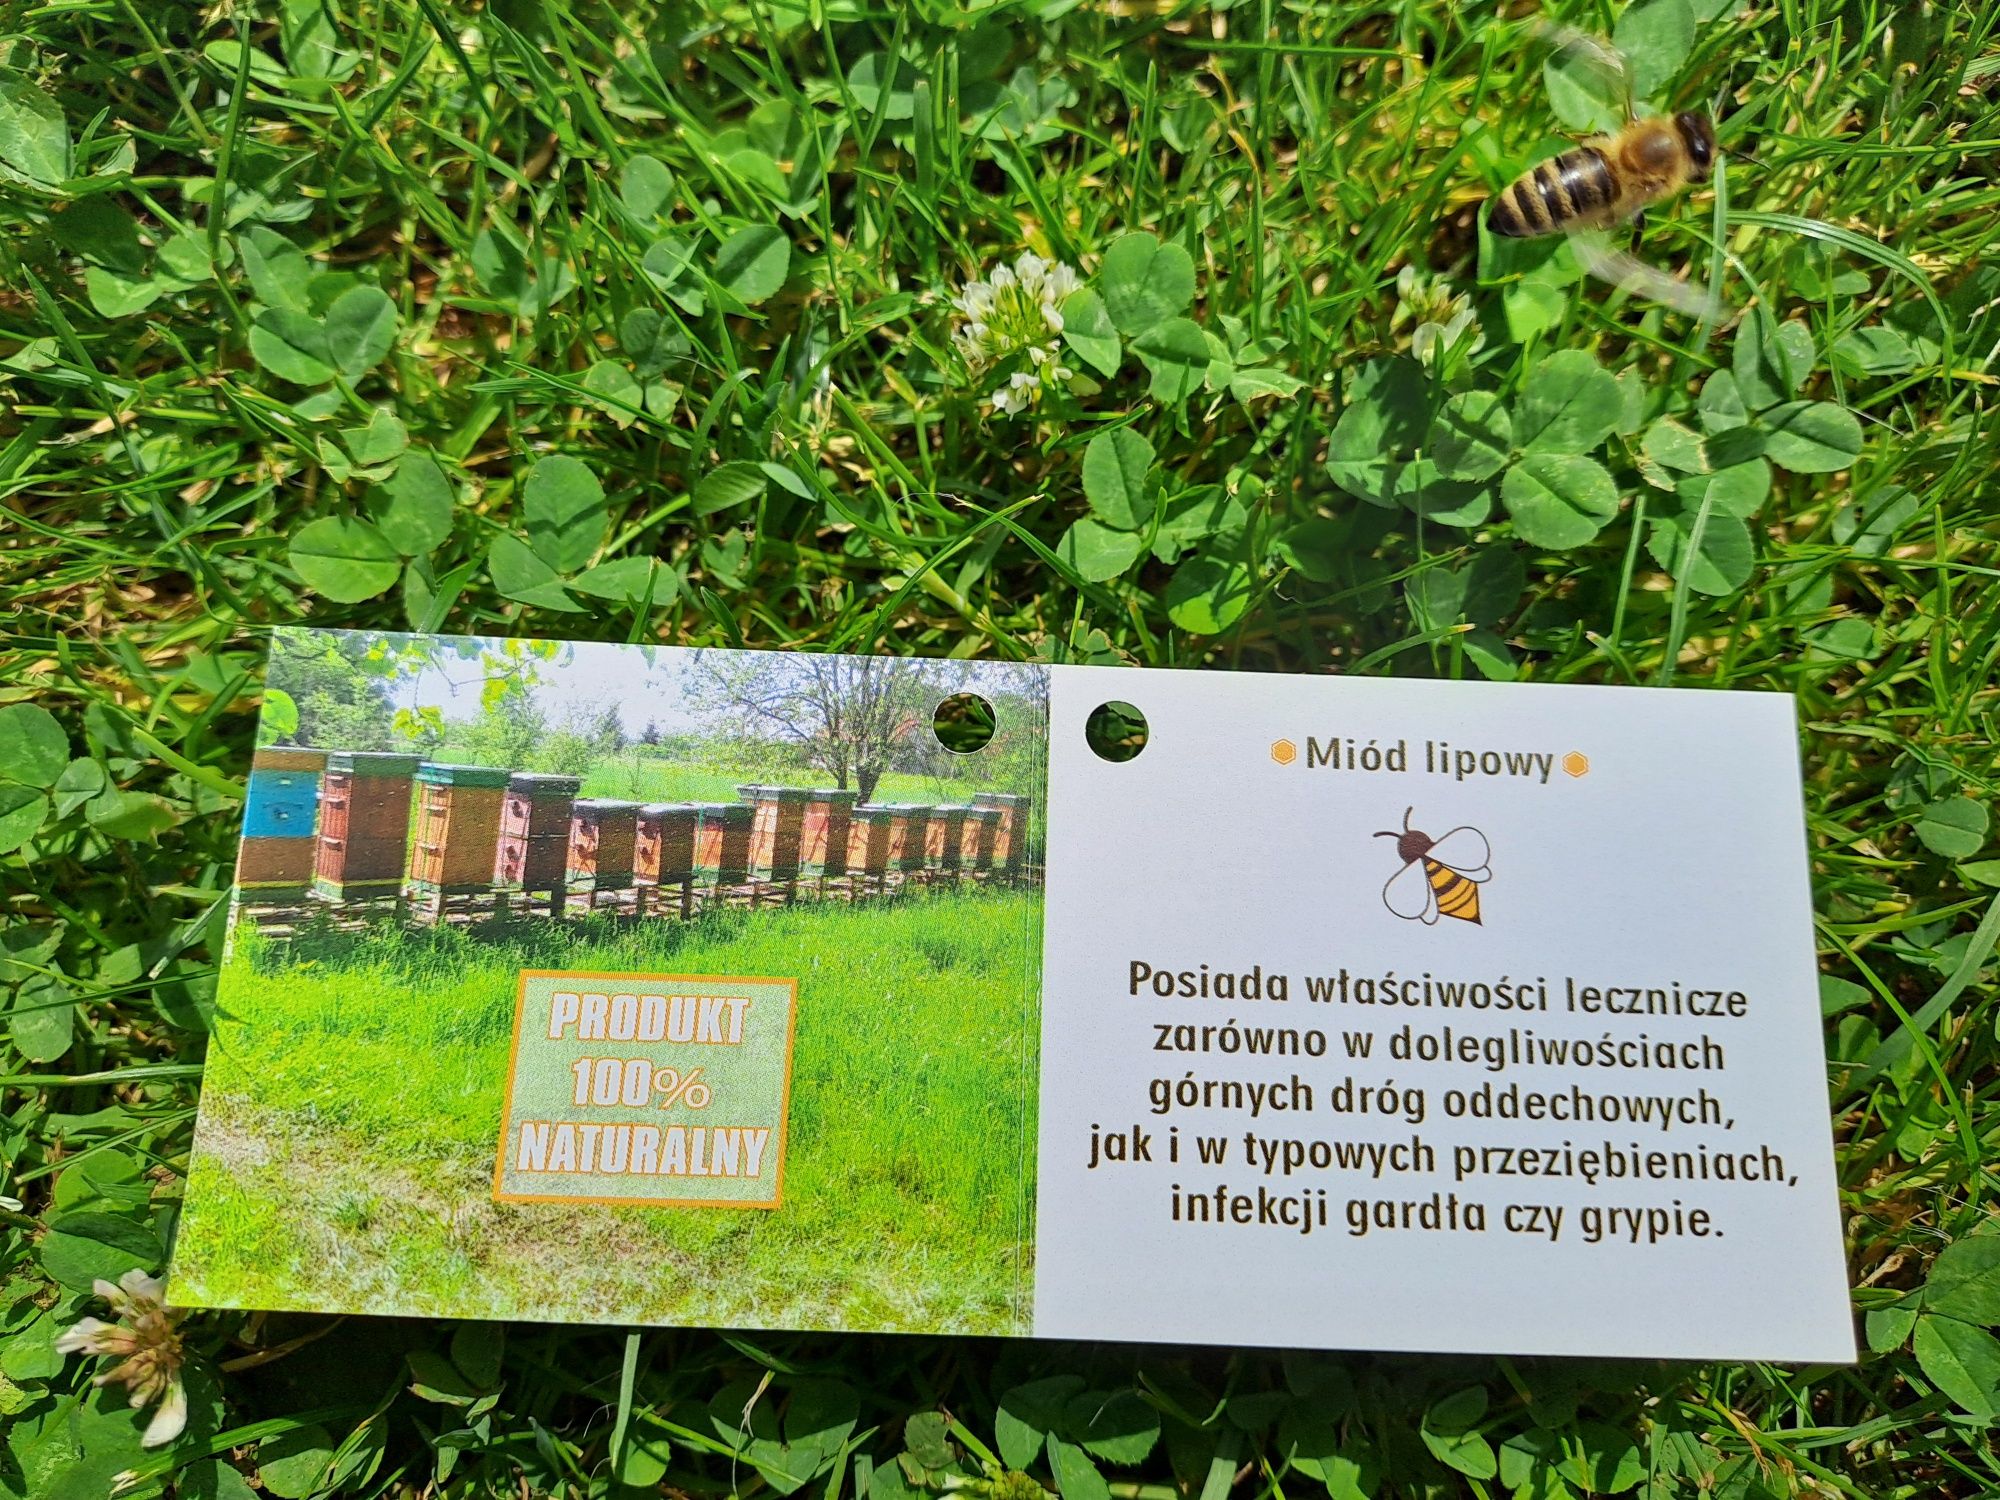 PRODUKT
100%
NATURALNY
Miód lipowy
Posiada właściwości lecznicze
zarówno w dolegliwościach
górnych dróg oddechowych,
jak i w typowych przeziębieniach,
infekcji gardła czy grypie.